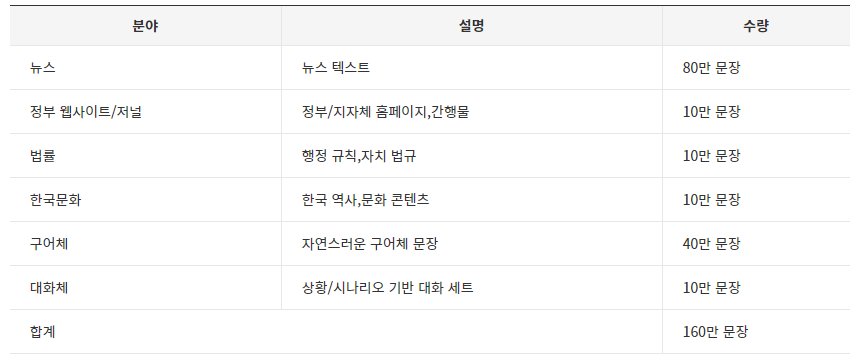 분야 설명 수량
뉴스 뉴스 텍스트 80만 문장
정부 웹사이트/저널 정부/지자체 홈페이지,간행물 10만 문장
법률 행정 규칙,자치 법규 10만 문장
한국문화 한국 역사,문화 콘텐츠 10만 문장
구어체 자연스러운 구어체 문장 40만 문장
대화체 상황/시나리오 기반 대화 세트 10만 문장
합계 160만 문장